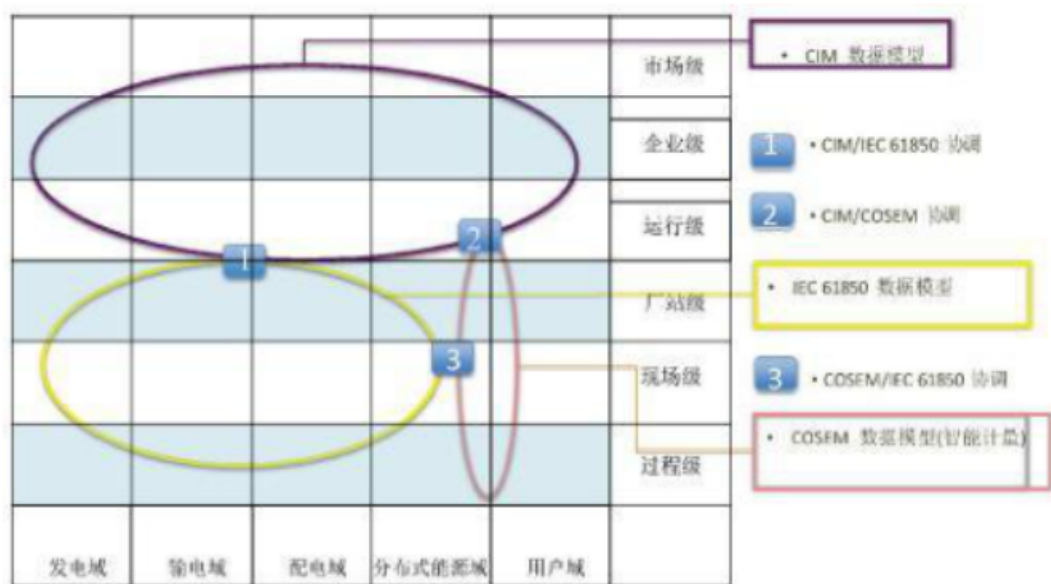 市场级
企业级
运行级
厂站级
现场级
过程级
发电域 输电域 配电域 分布式能源域 用户域
1
2
3
• CIM 数据模型
1 • CIM/IEC 61850 协调
2 • CIM/COSEM 协调
• IEC 61850 数据模型
3 • COSEM/IEC 61850 协调
• COSEM 数据模型(智能计量)